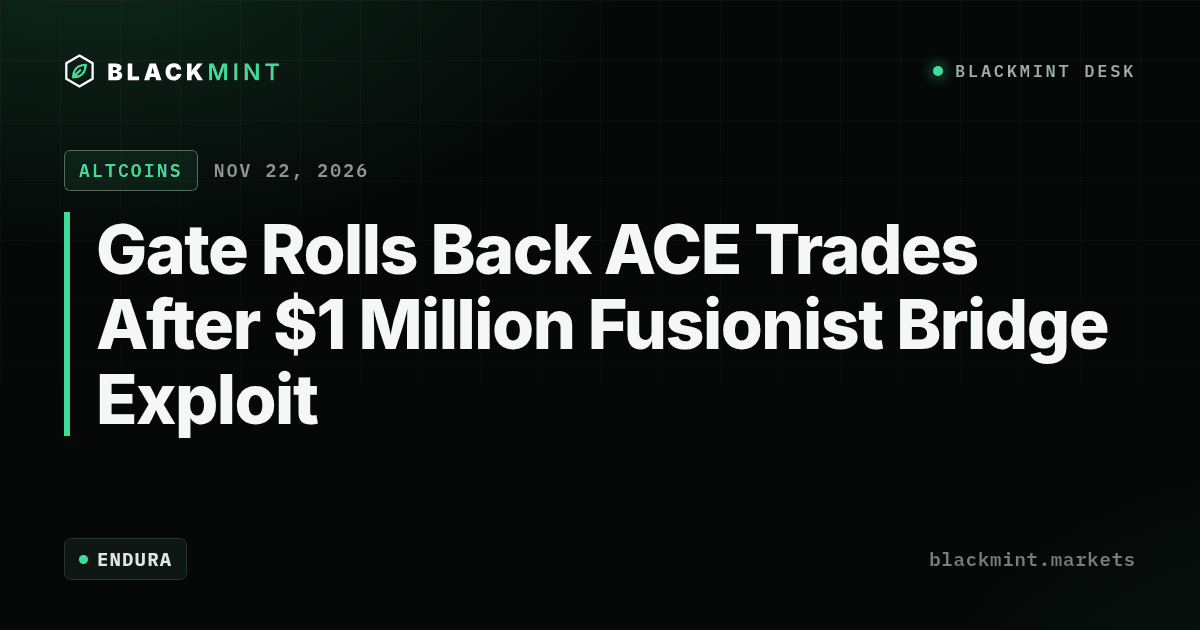 BLACKMINT
BLACKMINT DESK
ALTCOINS
NOV 22, 2026
Gate Rolls Back ACE Trades
After $1 Million Fusionist Bridge
Exploit
ENDURA
blackmint.markets